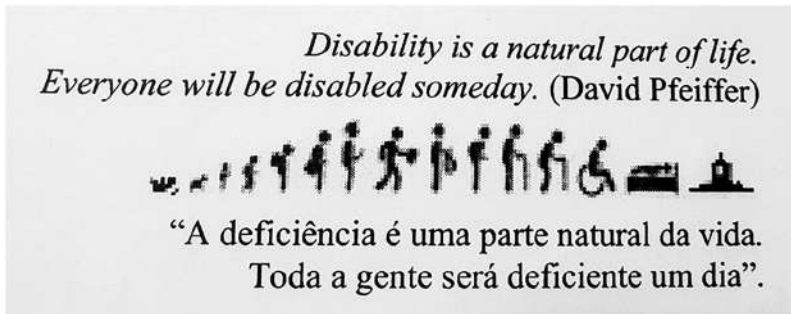 Disability is a natural part of life.
Everyone will be disabled someday. (David Pfeiffer)
“A deficiência é uma parte natural da vida.
Toda a gente será deficiente um dia”.